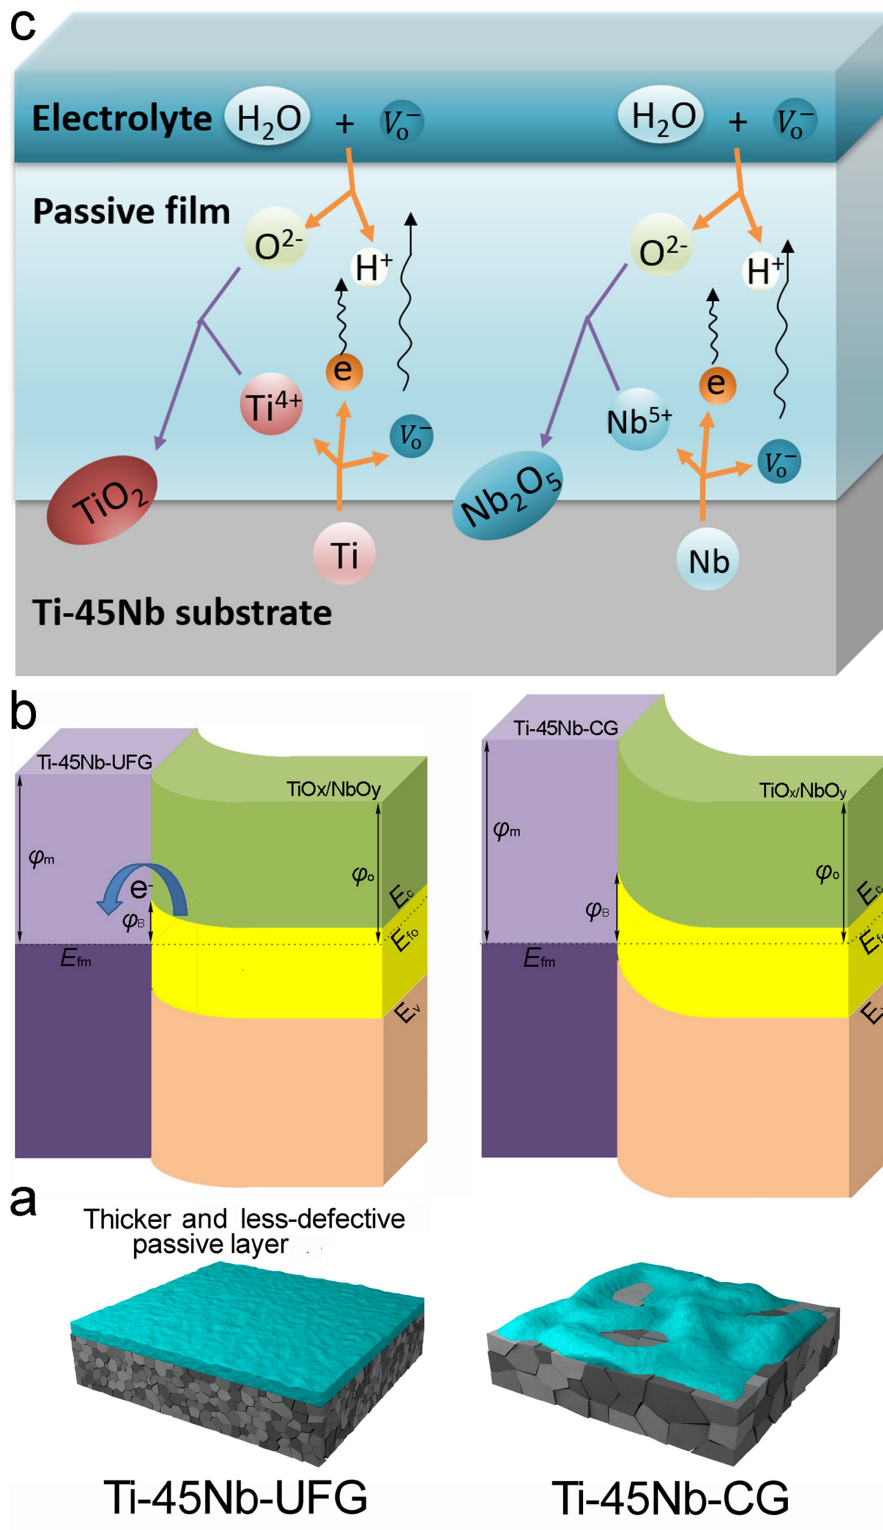 c
Electrolyte H₂O + Vₒ⁻ H₂O + Vₒ⁻
Passive film
O²⁻ H⁺ O²⁻ H⁺
e e
Ti⁴⁺ Vₒ⁻ Nb⁵⁺ Vₒ⁻
TiO₂ Nb₂O₅
Ti Nb
Ti-45Nb substrate
b
Ti-45Nb-UFG
TiOx/NbOy
φm
φo
e-
φB
Ec
Efo
Efm
Ev
Ti-45Nb-CG
TiOx/NbOy
φm
φo
φB
Ec
Efm
a
Thicker and less-defective
passive layer
Ti-45Nb-UFG Ti-45Nb-CG